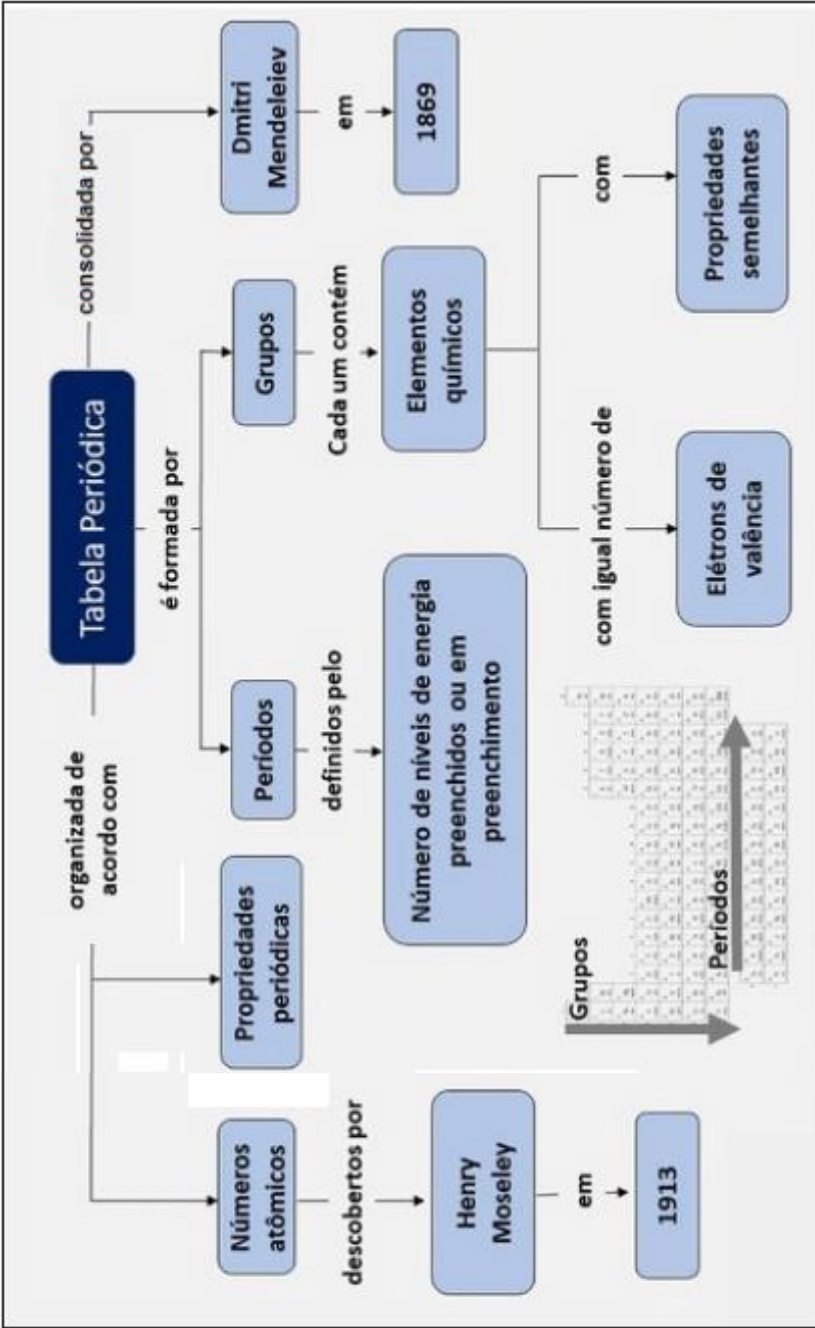 Tabela Periódica
organizada de
acordo com
é formada por
consolidada por
Números
atômicos
Propriedades
periódicas
Períodos
Grupos
Dmitri
Mendeleiev
descobertos por
definidos pelo
Cada um contém
em
Henry
Moseley
Número de níveis de energia
preenchidos ou em
preenchimento
Elementos
químicos
1869
em
1913
com igual número de
com
Elétrons de
valência
Propriedades
semelhantes
Grupos
Períodos